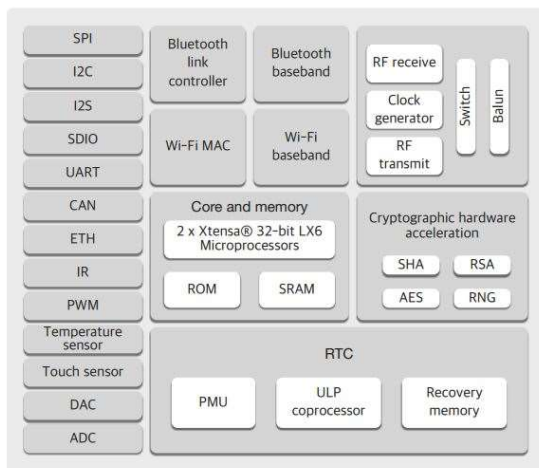 SPI
I2C
I2S
SDIO
UART
CAN
ETH
IR
PWM
Temperature
sensor
Touch sensor
DAC
ADC
Bluetooth
link
controller
Bluetooth
baseband
Wi-Fi MAC
Wi-Fi
baseband
RF receive
Clock
generator
RF
transmit
Switch
Balun
Core and memory
2 x Xtensa® 32-bit LX6
Microprocessors
ROM
SRAM
Cryptographic hardware
acceleration
SHA
RSA
AES
RNG
RTC
PMU
ULP
coprocessor
Recovery
memory